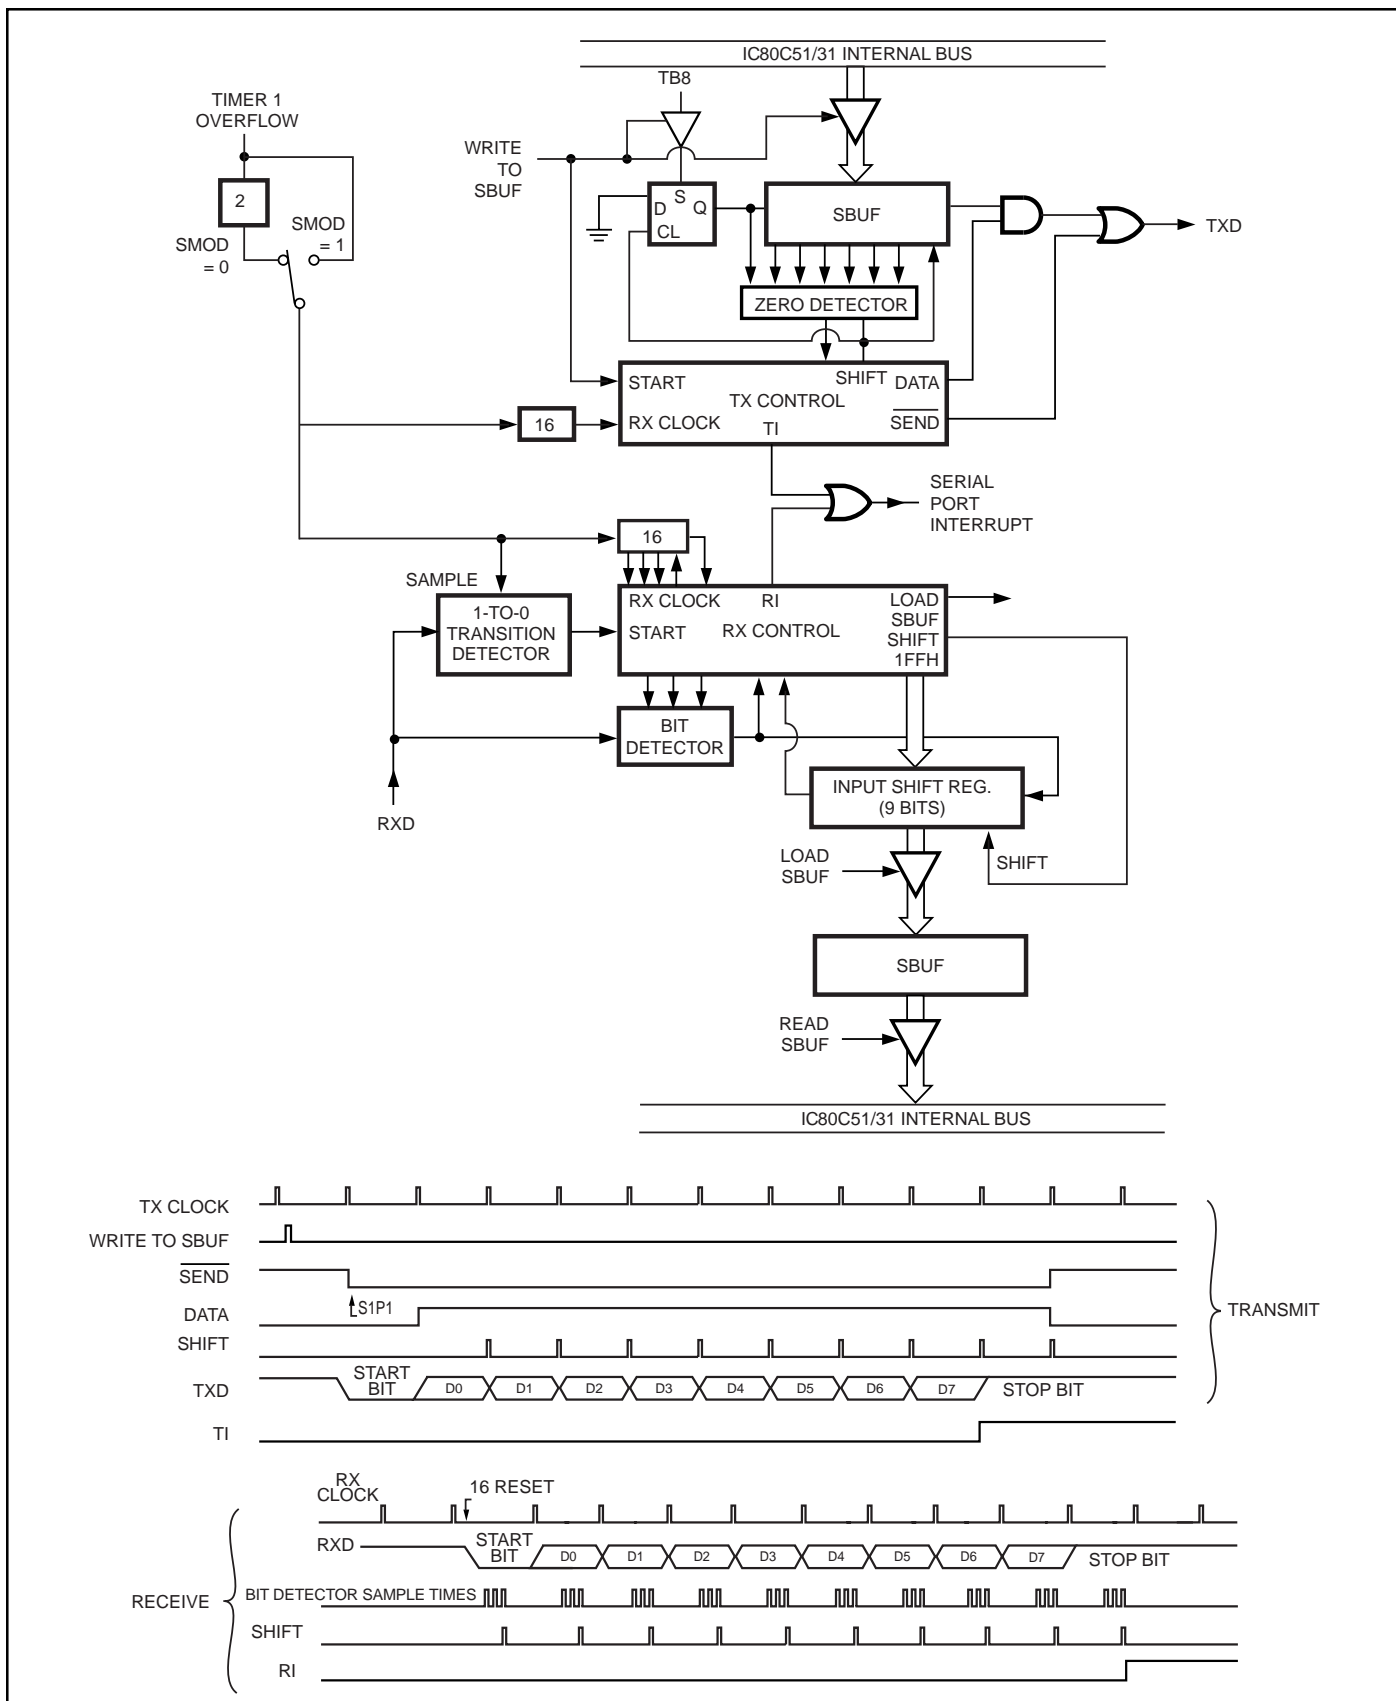 IC80C51/31 INTERNAL BUS
TB8
TIMER 1
OVERFLOW
WRITE
TO
SBUF
2
SMOD
= 1
SMOD
= 0
S
D
Q
CL
SBUF
TXD
ZERO DETECTOR
START
SHIFT
DATA
TX CONTROL
RX CLOCK
TI
SEND
16
SERIAL
PORT
INTERRUPT
16
SAMPLE
1-TO-0
TRANSITION
DETECTOR
RX CLOCK
RI
LOAD
SBUF
SHIFT
1FFH
START
RX CONTROL
BIT
DETECTOR
RXD
INPUT SHIFT REG.
(9 BITS)
LOAD
SBUF
SHIFT
SBUF
READ
SBUF
IC80C51/31 INTERNAL BUS
TX CLOCK
WRITE TO SBUF
SEND
S1P1
DATA
SHIFT
TXD
START
BIT
D0
D1
D2
D3
D4
D5
D6
D7
STOP BIT
TI
TRANSMIT
RX
CLOCK
16 RESET
RXD
START
BIT
D0
D1
D2
D3
D4
D5
D6
D7
STOP BIT
RECEIVE
BIT DETECTOR SAMPLE TIMES
SHIFT
RI